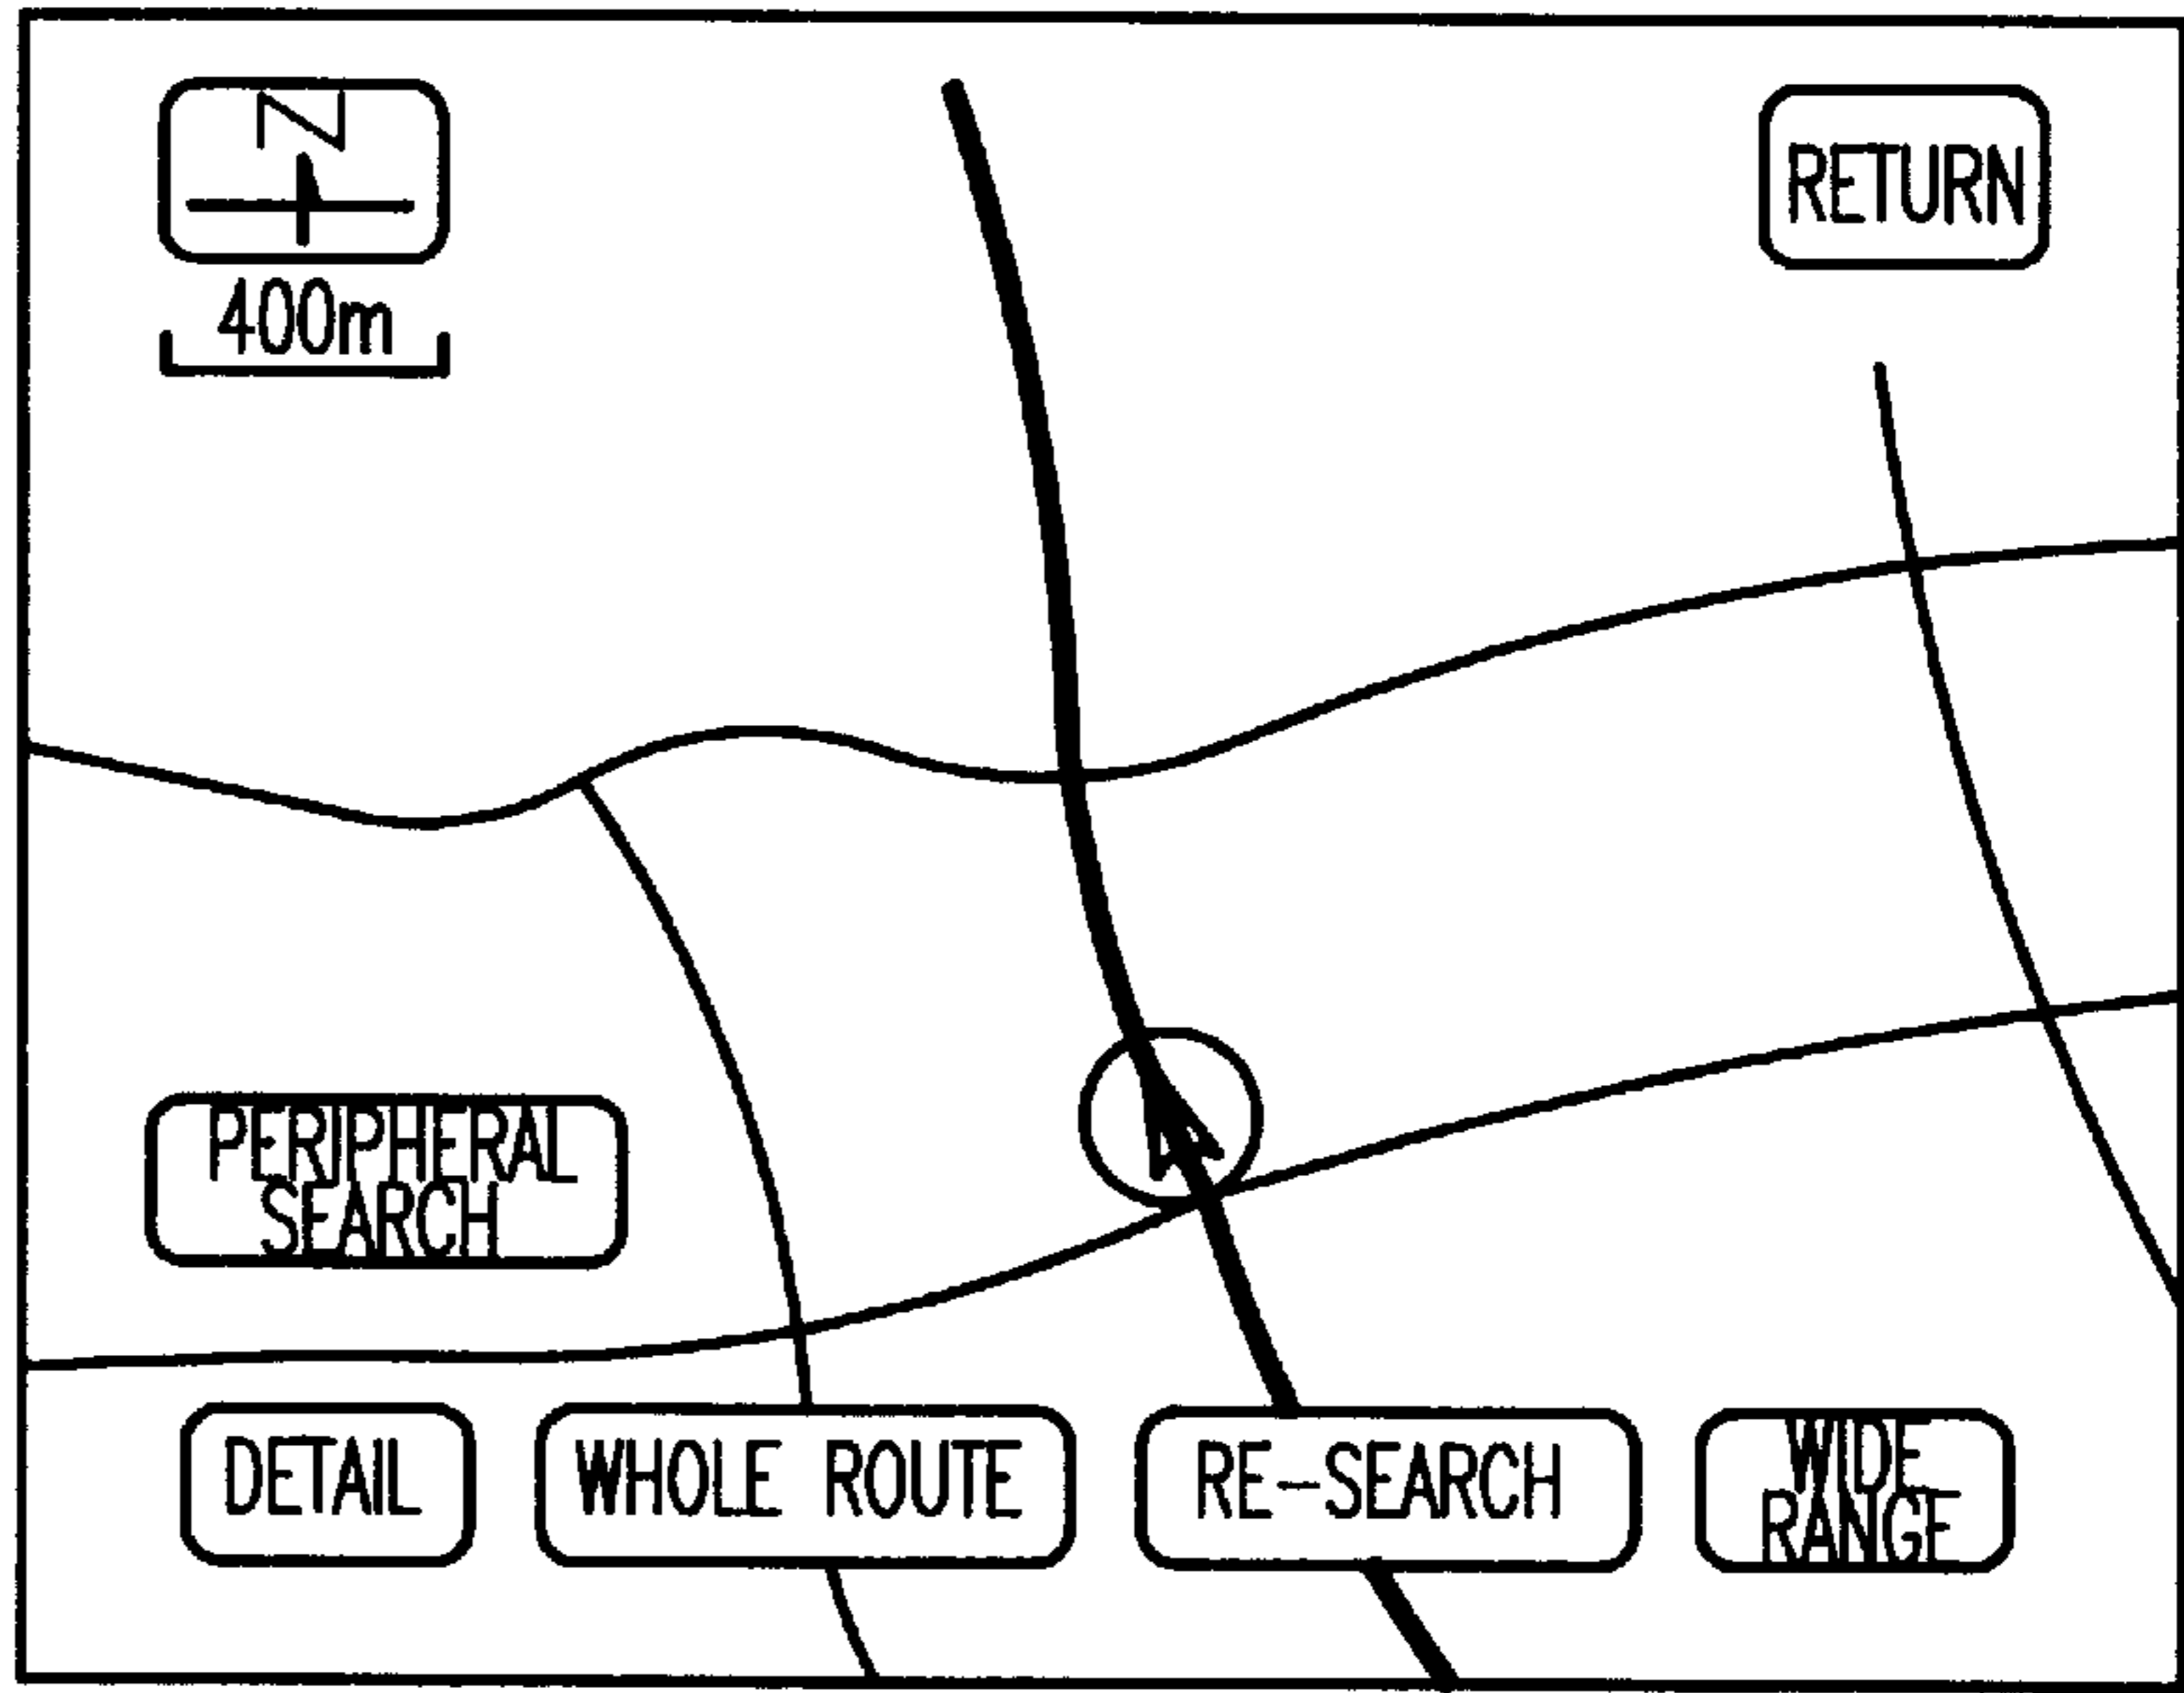 N
RETURN
400m
PERIPHERAL
SEARCH
DETAIL
WHOLE ROUTE
RE-SEARCH
WIDE
RANGE